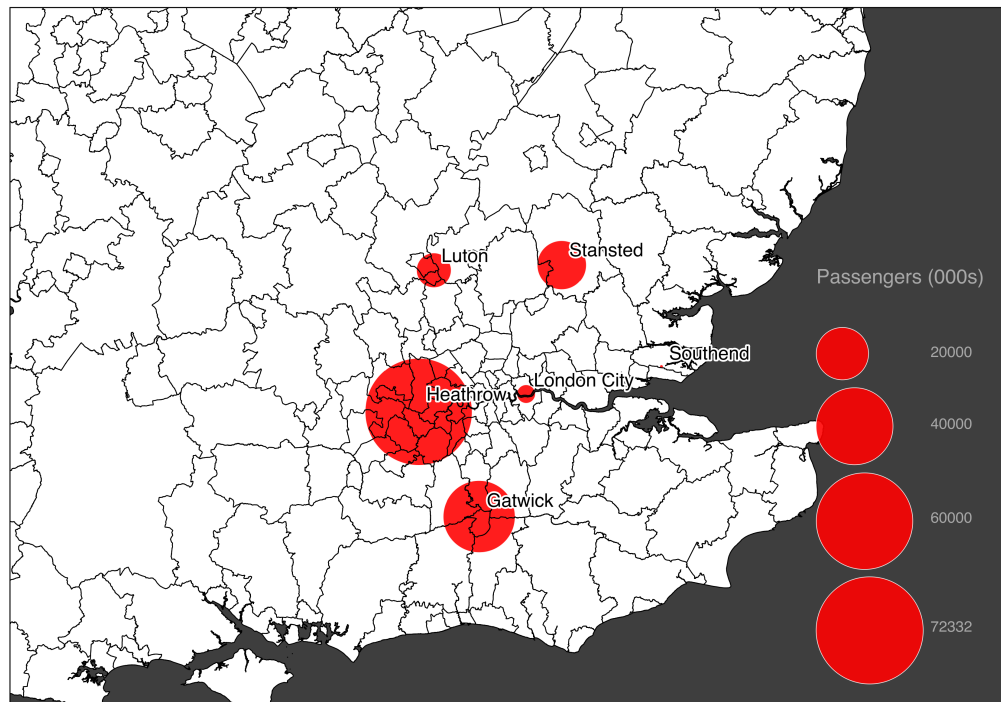 Luton
Stansted
Passengers (000s)
Southend
20000
London City
Heathrow
40000
Gatwick
60000
72332